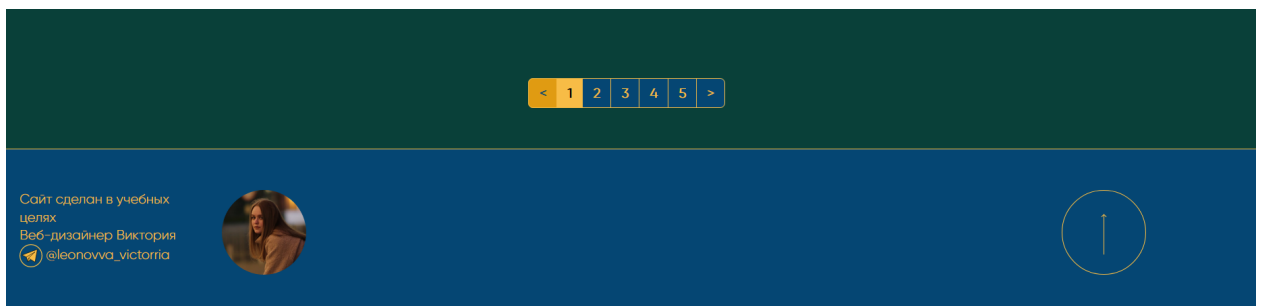 < 1 2 3 4 5 >
Сайт сделан в учебных
целях
Веб-дизайнер Виктория
@leonovva_victorria